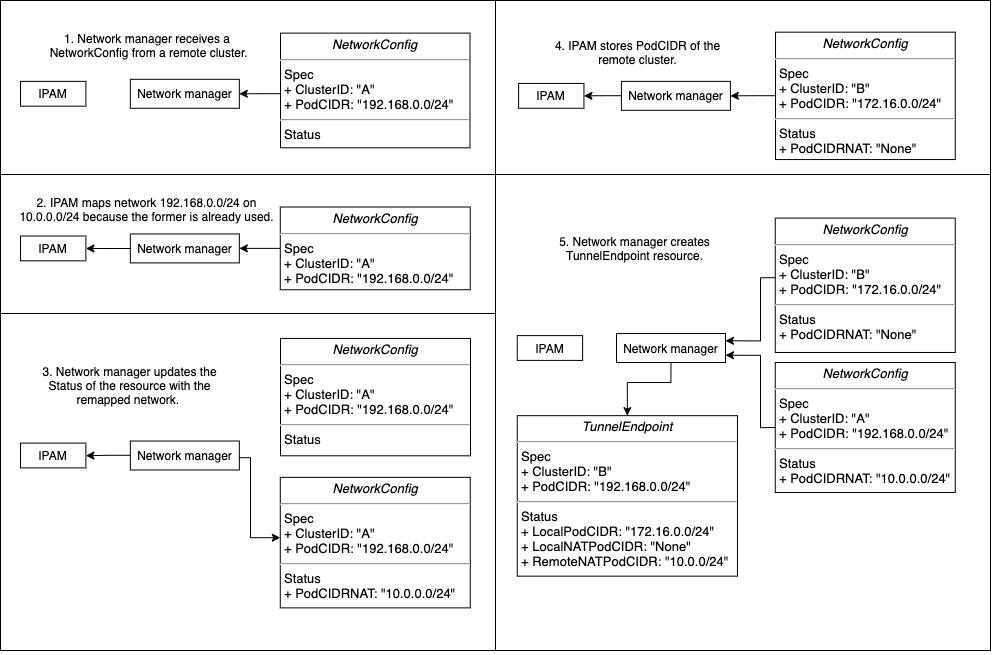 1. Network manager receives a
NetworkConfig from a remote cluster.
IPAM
Network manager
NetworkConfig
Spec
+ ClusterID: "A"
+ PodCIDR: "192.168.0.0/24"
Status
2. IPAM maps network 192.168.0.0/24 on
10.0.0.0/24 because the former is already used.
IPAM
Network manager
NetworkConfig
Spec
+ ClusterID: "A"
+ PodCIDR: "192.168.0.0/24"
3. Network manager updates the
Status of the resource with the
remapped network.
IPAM
Network manager
NetworkConfig
Spec
+ ClusterID: "A"
+ PodCIDR: "192.168.0.0/24"
Status
NetworkConfig
Spec
+ ClusterID: "A"
+ PodCIDR: "192.168.0.0/24"
Status
+ PodCIDRNAT: "10.0.0.0/24"
4. IPAM stores PodCIDR of the
remote cluster.
IPAM
Network manager
NetworkConfig
Spec
+ ClusterID: "B"
+ PodCIDR: "172.16.0.0/24"
Status
+ PodCIDRNAT: "None"
5. Network manager creates
TunnelEndpoint resource.
IPAM
Network manager
NetworkConfig
Spec
+ ClusterID: "B"
+ PodCIDR: "172.16.0.0/24"
Status
+ PodCIDRNAT: "None"
NetworkConfig
Spec
+ ClusterID: "A"
+ PodCIDR: "192.168.0.0/24"
Status
+ PodCIDRNAT: "10.0.0.0/24"
TunnelEndpoint
Spec
+ ClusterID: "B"
+ PodCIDR: "192.168.0.0/24"
Status
+ LocalPodCIDR: "172.16.0.0/24"
+ LocalNATPodCIDR: "None"
+ RemoteNATPodCIDR: "10.0.0/24"